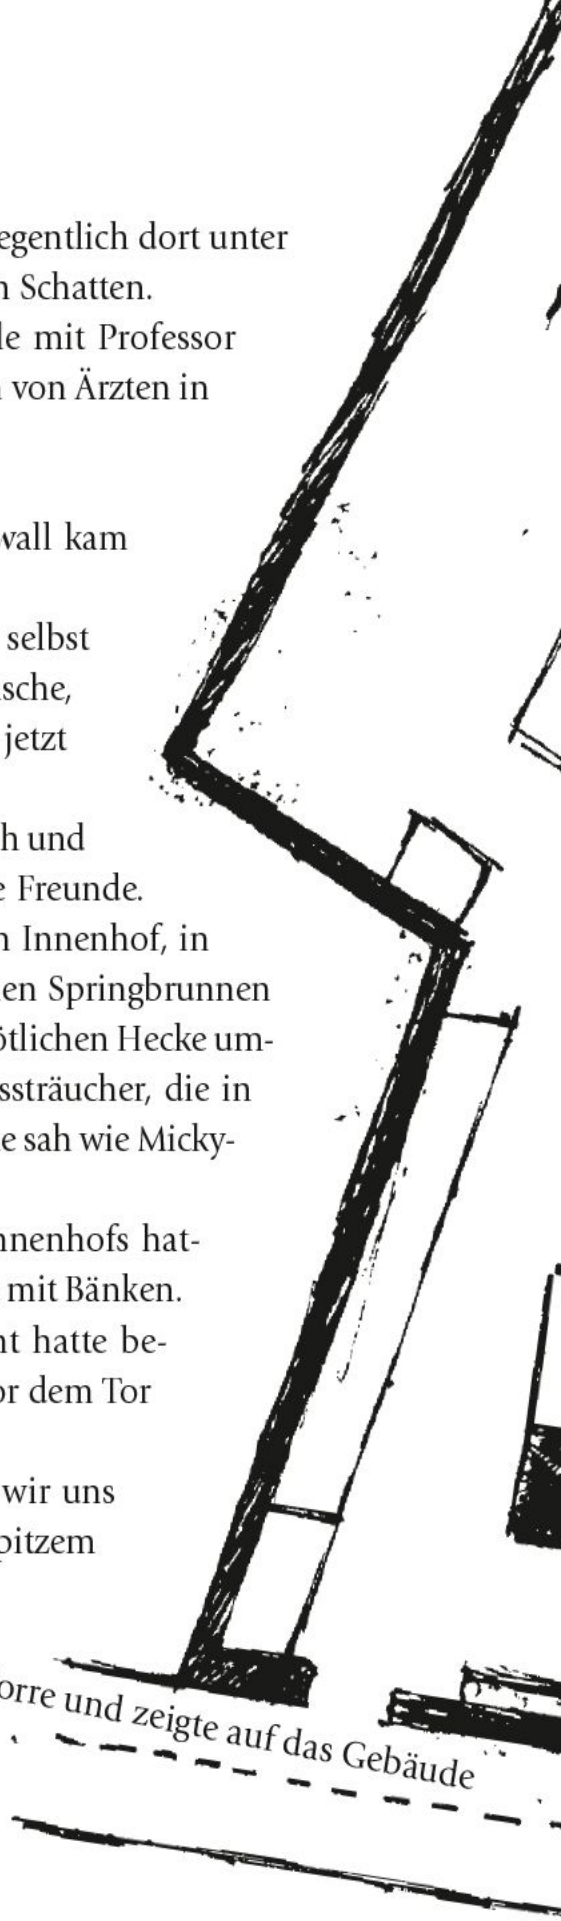 egentlich dort unter
n Schatten.
le mit Professor
n von Ärzten in
wall kam
selbst
sche,
jetzt
h und
e Freunde.
n Innenhof, in
en Springbrunnen
ötlichen Hecke um-
ssträucher, die in
e sah wie Micky-
nnenhofs hat-
mit Bänken.
nt hatte be-
or dem Tor
wir uns
pitzem
orre und zeigte auf das Gebäude